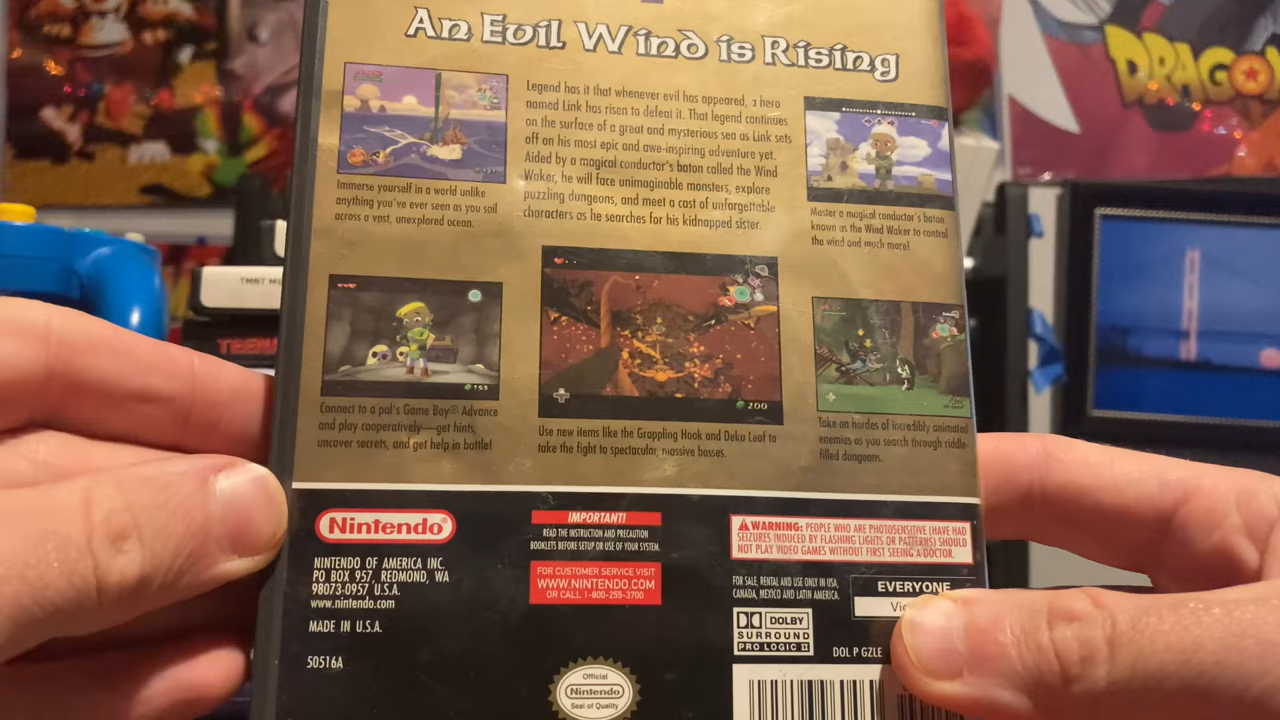 An Evil Wind is Rising
Legend has it that whenever evil has appeared, a hero
named Link has risen to defeat it. That legend continues
on the surface of a great and mysterious sea as Link sets
off on his most epic and awe-inspiring adventure yet.
Aided by a magical conductor's baton called the Wind
Waker, he will face unimaginable monsters, explore
puzzling dungeons, and meet a cast of unforgettable
characters as he searches for his kidnapped sister.
Immerse yourself in a world unlike
anything you've ever seen as you sail
across a vast, unexplored ocean.
Master a magical conductor's baton
known as the Wind Waker to control
the wind and much more!
153
200
Connect to a pal's Game Boy® Advance
and play cooperatively—get hints,
uncover secrets, and get help in battle!
Use new items like the Grappling Hook and Deku Leaf to
take the fight to spectacular, massive bosses.
Take on hordes of incredibly animated
enemies as you search through riddle-
filled dungeons.
Nintendo®
NINTENDO OF AMERICA INC.
PO BOX 957, REDMOND, WA
98073-0957 U.S.A.
www.nintendo.com
MADE IN U.S.A.
50516A
IMPORTANT!
READ THE INSTRUCTION AND PRECAUTION
BOOKLETS BEFORE SETUP OR USE OF YOUR SYSTEM.
FOR CUSTOMER SERVICE VISIT
WWW.NINTENDO.COM
OR CALL 1-800-255-3700
Official
Nintendo
Seal of Quality
WARNING: PEOPLE WHO ARE PHOTOSENSITIVE (HAVE HAD
SEIZURES INDUCED BY FLASHING LIGHTS OR PATTERNS) SHOULD
NOT PLAY VIDEO GAMES WITHOUT FIRST SEEING A DOCTOR.
FOR SALE, RENTAL AND USE ONLY IN USA,
CANADA, MEXICO AND LATIN AMERICA.
EVERYONE
DOLBY
SURROUND
PRO LOGIC II
DOL P GZLE
TMNT
TEENA
DRAGO